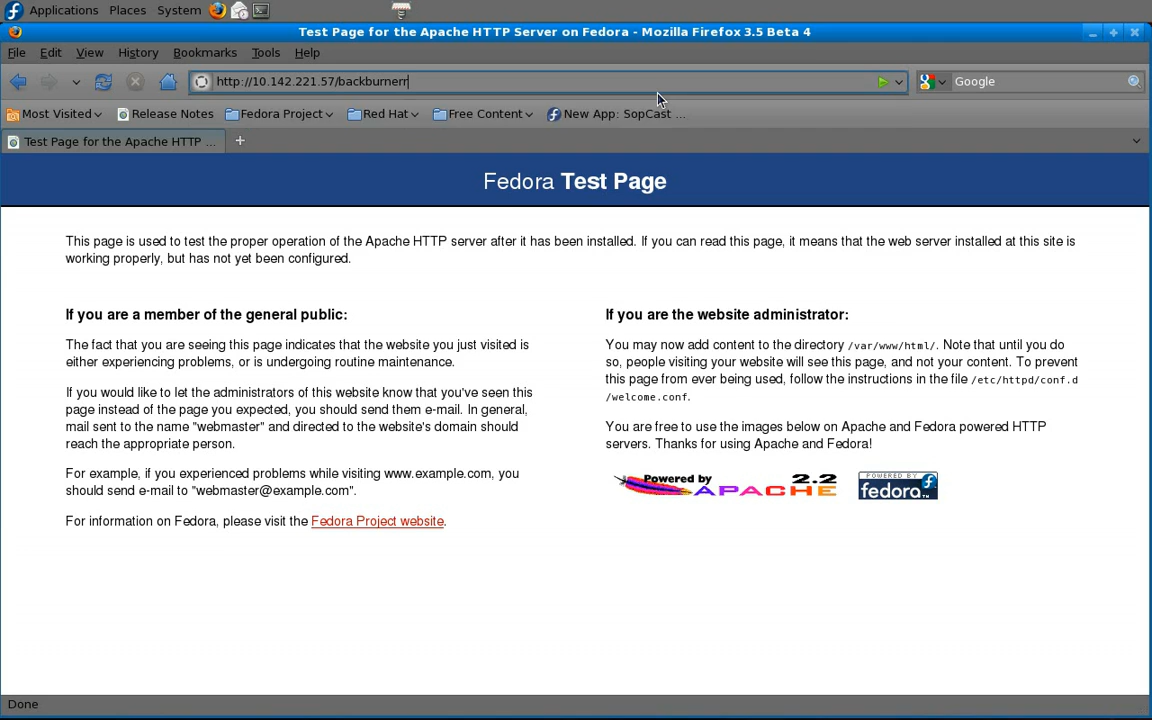 Applications Places System
Test Page for the Apache HTTP Server on Fedora - Mozilla Firefox 3.5 Beta 4
File Edit View History Bookmarks Tools Help
http://10.142.221.57/backburnerr Google
Most Visited Release Notes Fedora Project Red Hat Free Content New App: SopCast ...
Test Page for the Apache HTTP ...
Fedora Test Page
This page is used to test the proper operation of the Apache HTTP server after it has been installed. If you can read this page, it means that the web server installed at this site is
working properly, but has not yet been configured.
If you are a member of the general public:
The fact that you are seeing this page indicates that the website you just visited is
either experiencing problems, or is undergoing routine maintenance.
If you would like to let the administrators of this website know that you've seen this
page instead of the page you expected, you should send them e-mail. In general,
mail sent to the name "webmaster" and directed to the website's domain should
reach the appropriate person.
For example, if you experienced problems while visiting www.example.com, you
should send e-mail to "webmaster@example.com".
For information on Fedora, please visit the Fedora Project website.
If you are the website administrator:
You may now add content to the directory /var/www/html/. Note that until you do
so, people visiting your website will see this page, and not your content. To prevent
this page from ever being used, follow the instructions in the file /etc/httpd/conf.d
/welcome.conf.
You are free to use the images below on Apache and Fedora powered HTTP
servers. Thanks for using Apache and Fedora!
Powered by 2.2
APACHE
POWERED BY
fedora
Done